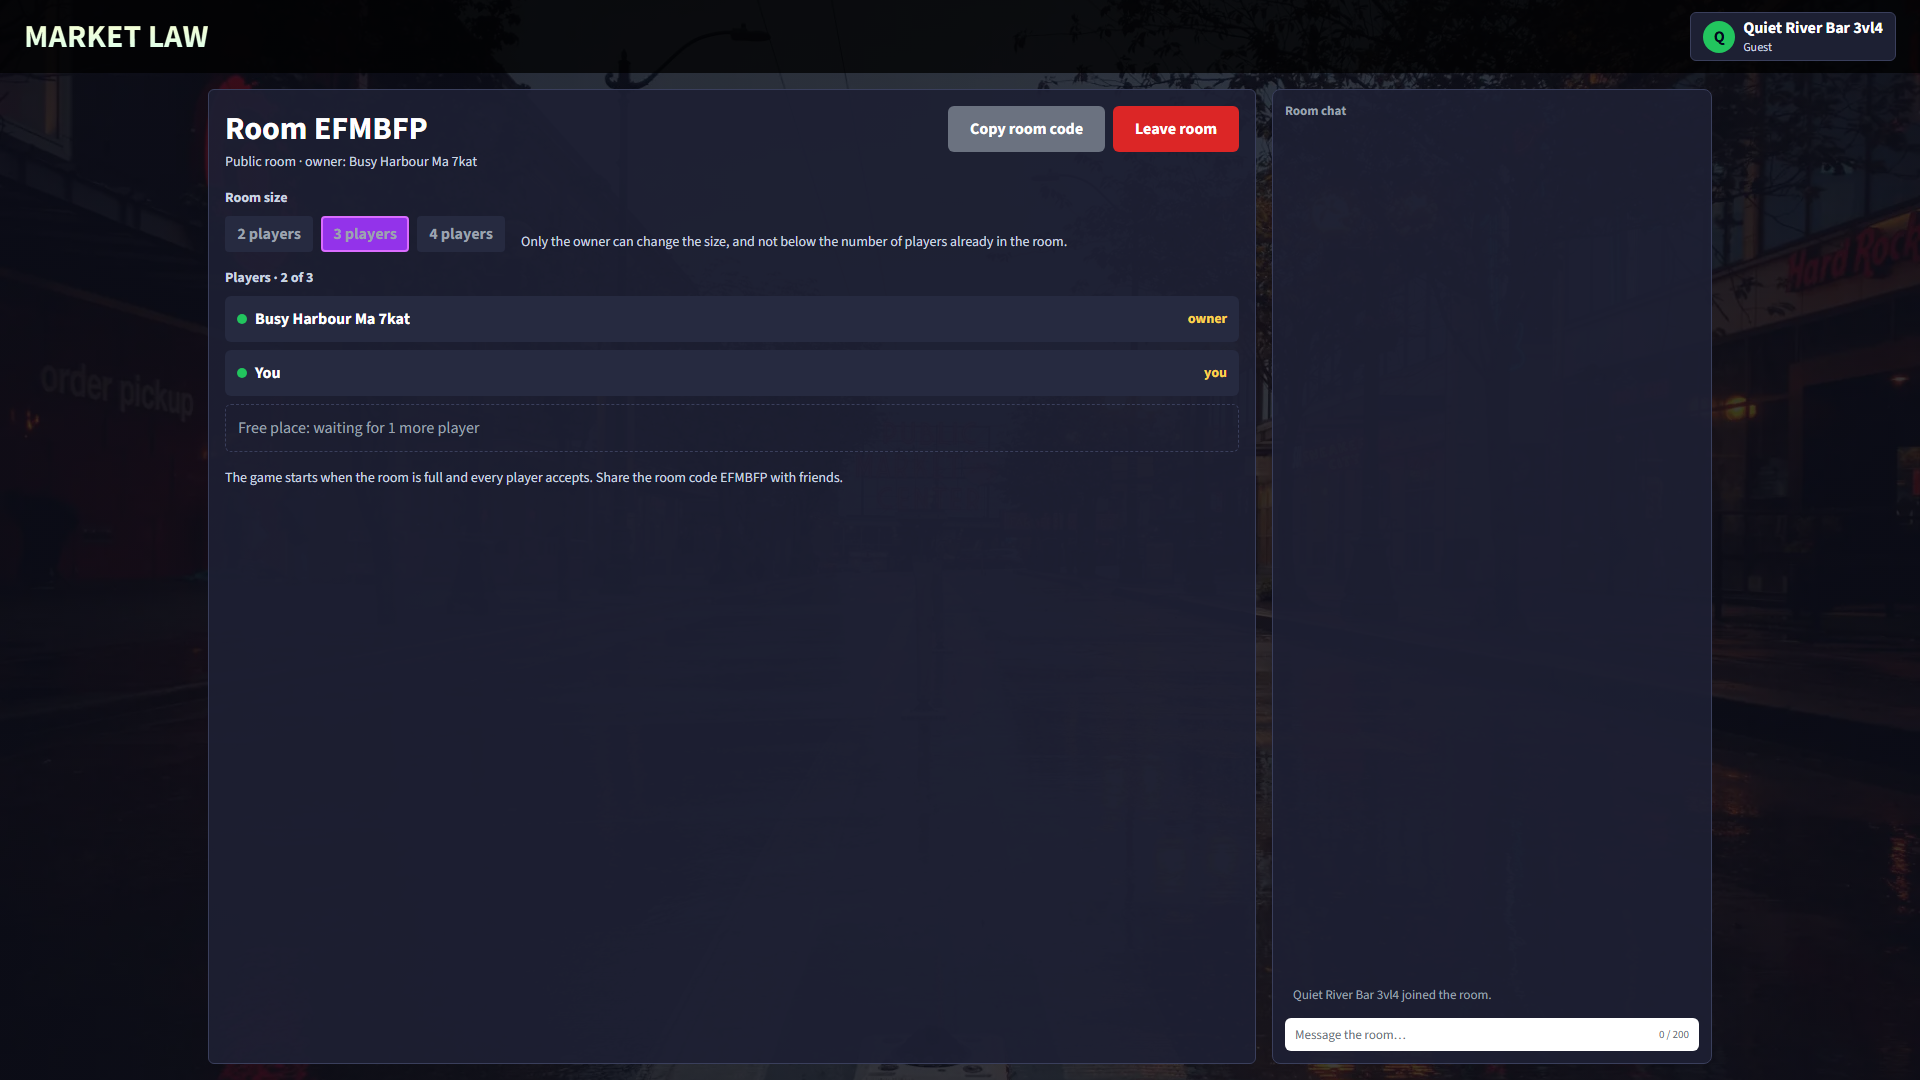 MARKET LAW
Q
Quiet River Bar 3vl4
Guest
Room EFMBFP
Public room · owner: Busy Harbour Ma 7kat
Copy room code
Leave room
Room size
2 players
3 players
4 players
Only the owner can change the size, and not below the number of players already in the room.
Players · 2 of 3
Busy Harbour Ma 7kat
owner
You
you
Free place: waiting for 1 more player
The game starts when the room is full and every player accepts. Share the room code EFMBFP with friends.
Room chat
Quiet River Bar 3vl4 joined the room.
Message the room…
0 / 200
order pickup
Hard Rock